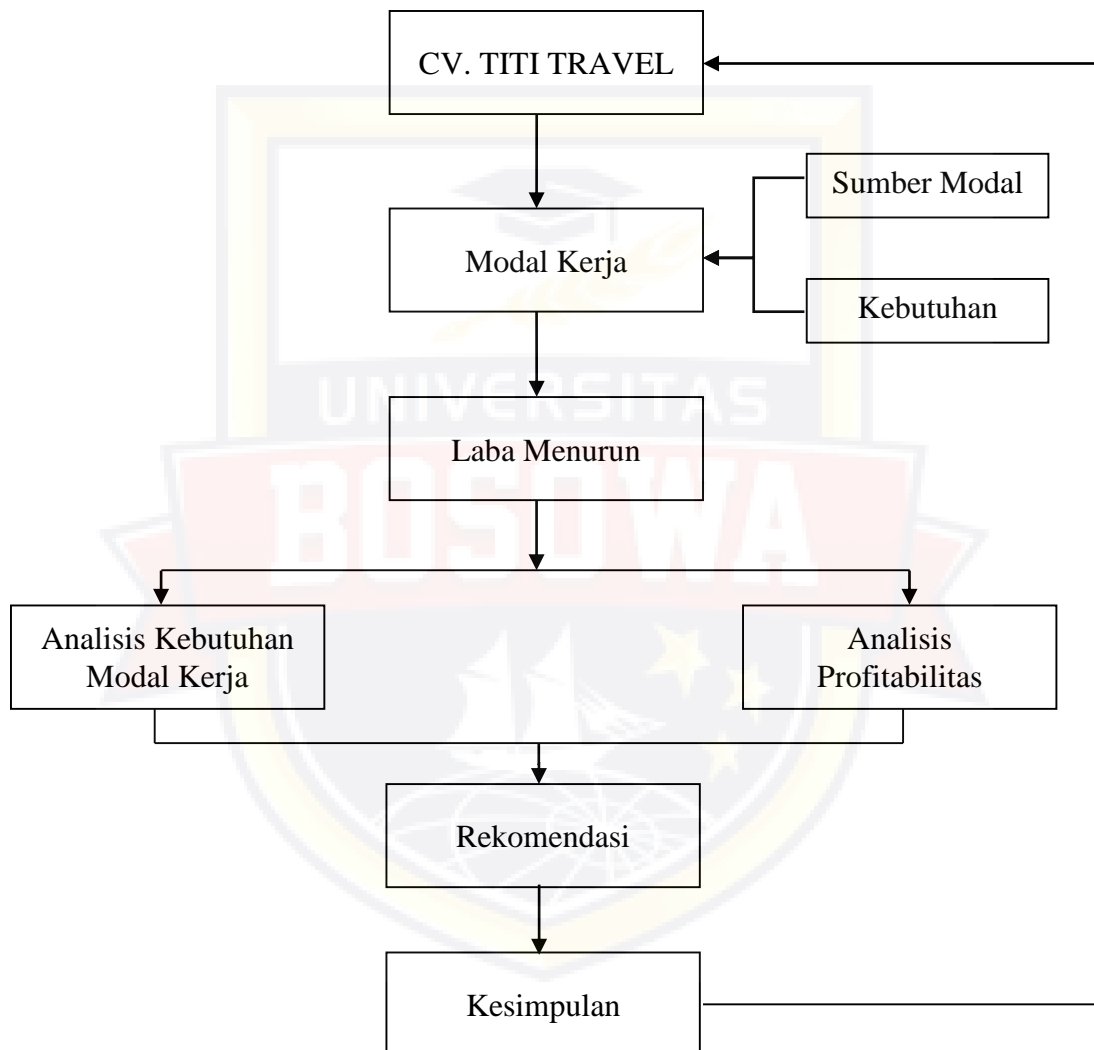 CV. TITI TRAVEL
Sumber Modal
Modal Kerja
Kebutuhan
UNIVERSITAS
Laba Menurun
BOSOWA
Analisis Kebutuhan
Modal Kerja
Analisis
Profitabilitas
Rekomendasi
Kesimpulan